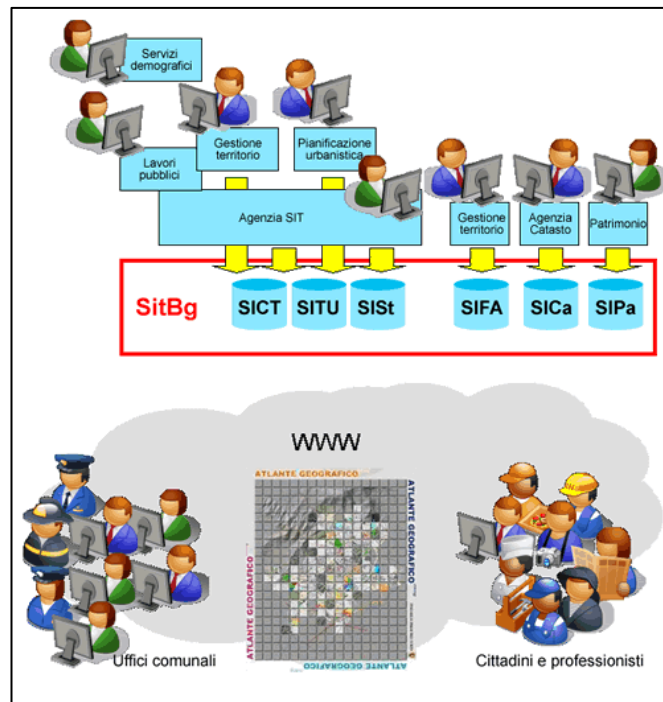 Servizi
demografici
Lavori
pubblici
Gestione
territorio
Pianificazione
urbanistica
Agenzia SIT
Gestione
territorio
Agenzia
Catasto
Patrimonio
SitBg
SICT
SITU
SISt
SIFA
SICa
SIPa
WWW
ATLANTE GEOGRAFICO
ATLANTE GEOGRAFICO
ATLANTE GEOGRAFICO
ATLANTE GEOGRAFICO
Uffici comunali
Cittadini e professionisti